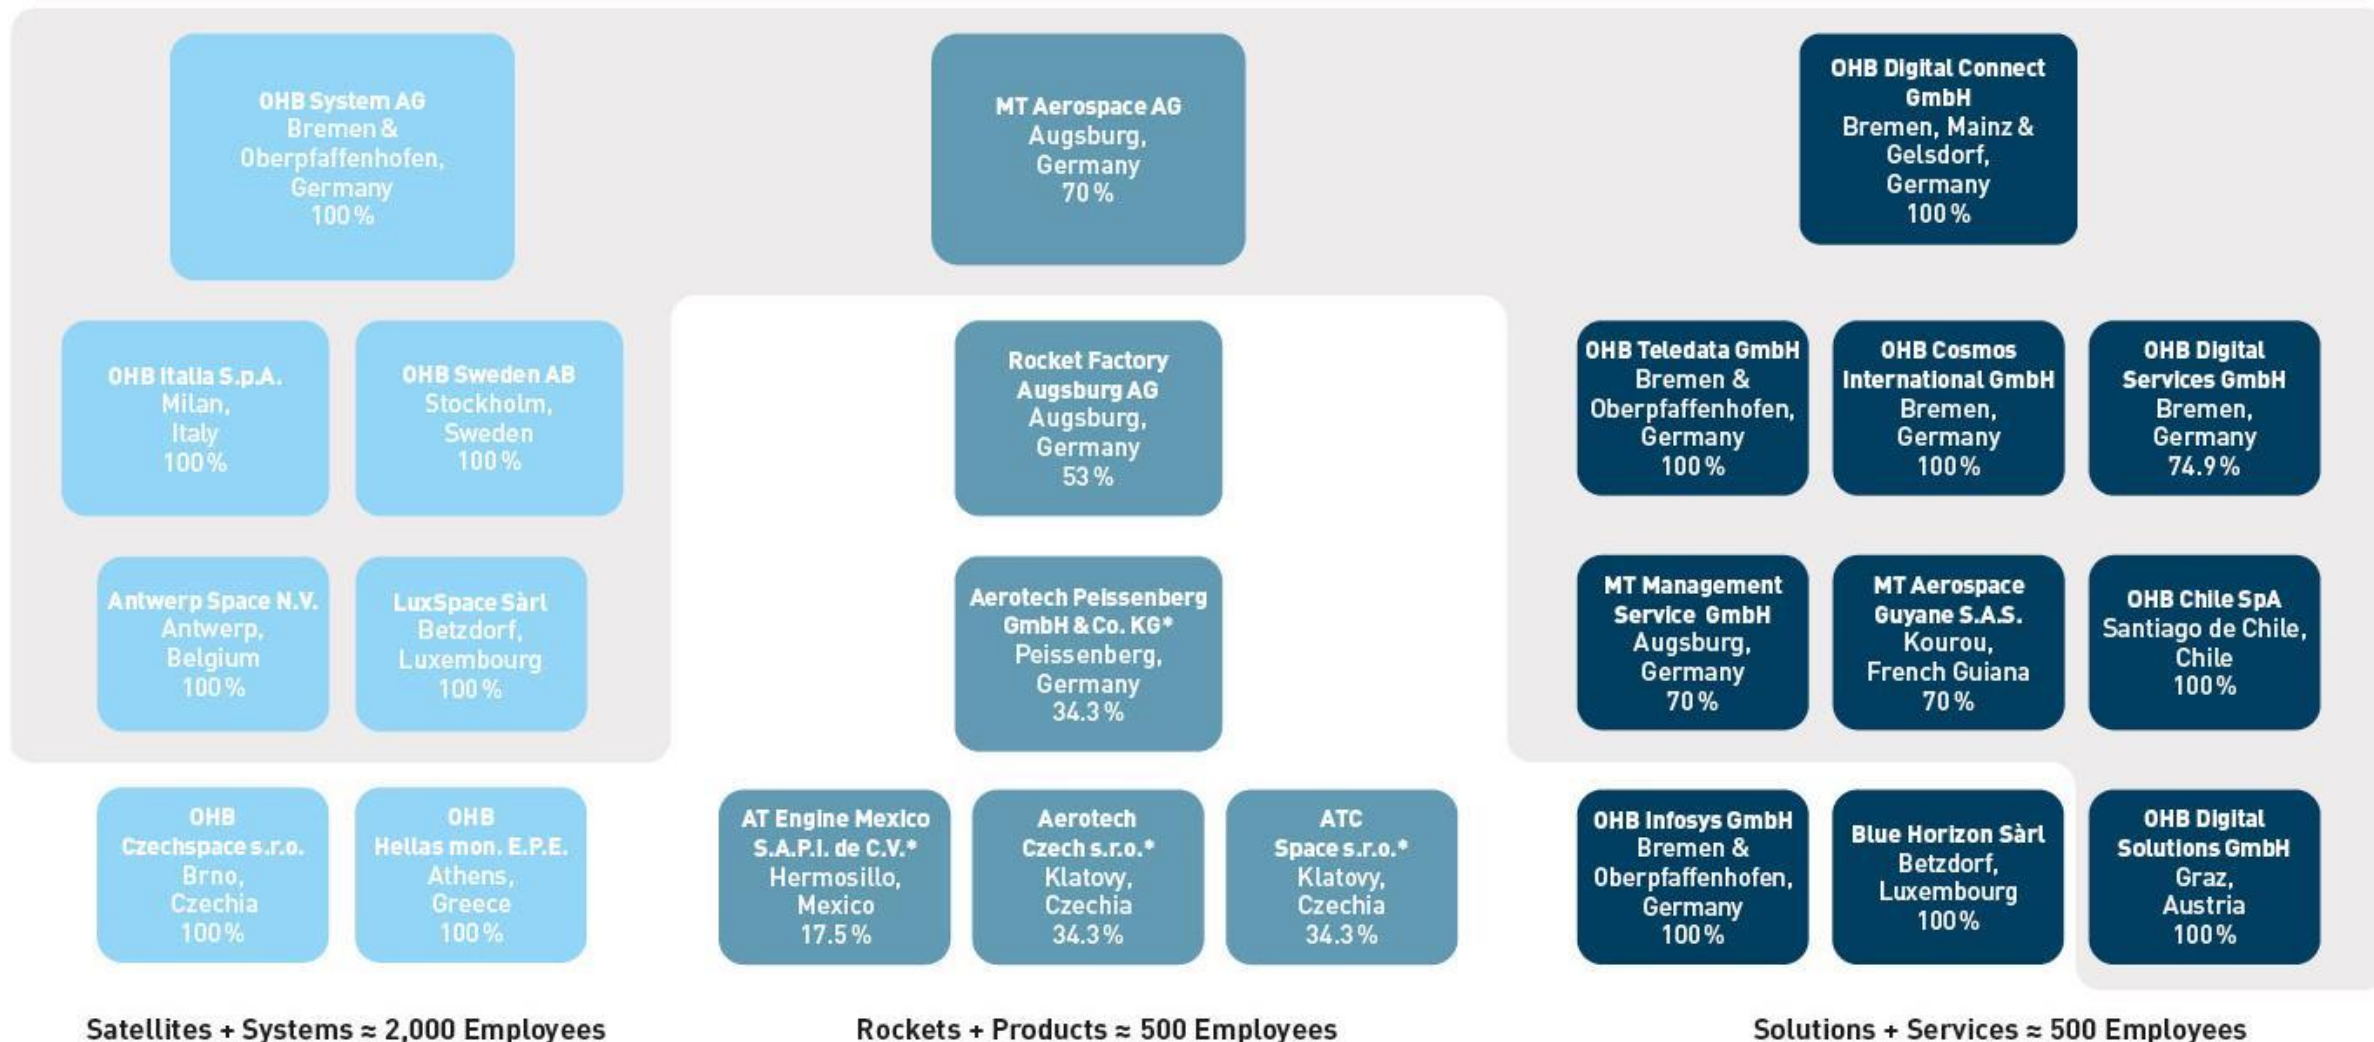 OHB System AG
Bremen &
Oberpfaffenhofen,
Germany
100 %
MT Aerospace AG
Augsburg,
Germany
70 %
OHB Digital Connect
GmbH
Bremen, Mainz &
Gelsdorf,
Germany
100 %
OHB Italia S.p.A.
Milan,
Italy
100 %
OHB Sweden AB
Stockholm,
Sweden
100 %
Rocket Factory
Augsburg AG
Augsburg,
Germany
53 %
OHB Teledata GmbH
Bremen &
Oberpfaffenhofen,
Germany
100 %
OHB Cosmos
International GmbH
Bremen,
Germany
100 %
OHB Digital
Services GmbH
Bremen,
Germany
74.9 %
Antwerp Space N.V.
Antwerp,
Belgium
100 %
LuxSpace Sàrl
Betzdorf,
Luxembourg
100 %
Aerotech Peissenberg
GmbH & Co. KG*
Peissenberg,
Germany
34.3 %
MT Management
Service GmbH
Augsburg,
Germany
70 %
MT Aerospace
Guyane S.A.S.
Kourou,
French Guiana
70 %
OHB Chile SpA
Santiago de Chile,
Chile
100 %
OHB
Czechspace s.r.o.
Brno,
Czechia
100 %
OHB
Hellas mon. E.P.E.
Athens,
Greece
100 %
AT Engine Mexico
S.A.P.I. de C.V.*
Hermosillo,
Mexico
17.5 %
Aerotech
Czech s.r.o.*
Klatovy,
Czechia
34.3 %
ATC
Space s.r.o.*
Klatovy,
Czechia
34.3 %
OHB Infosys GmbH
Bremen &
Oberpfaffenhofen,
Germany
100 %
Blue Horizon Sàrl
Betzdorf,
Luxembourg
100 %
OHB Digital
Solutions GmbH
Graz,
Austria
100 %
Satellites + Systems ≈ 2,000 Employees
Rockets + Products ≈ 500 Employees
Solutions + Services ≈ 500 Employees